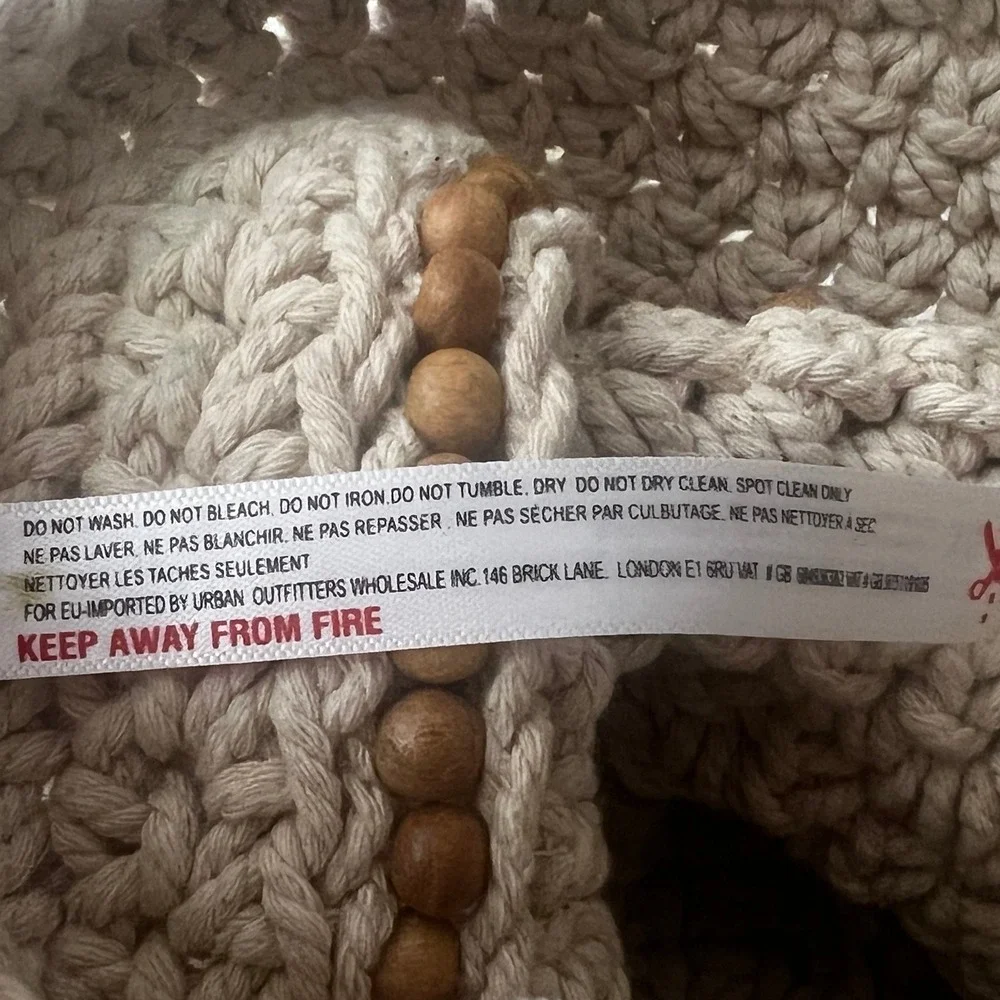 DO NOT WASH. DO NOT BLEACH. DO NOT IRON.DO NOT TUMBLE. DRY DO NOT DRY CLEAN. SPOT CLEAN ONLY
NE PAS LAVER. NE PAS BLANCHIR. NE PAS REPASSER . NE PAS SÈCHER PAR CULBUTAGE. NE PAS NETTOYER À SEC
NETTOYER LES TACHES SEULEMENT
FOR EU-IMPORTED BY URBAN OUTFITTERS WHOLESALE INC. 146 BRICK LANE. LONDON E1 6RU VAT # GB
KEEP AWAY FROM FIRE